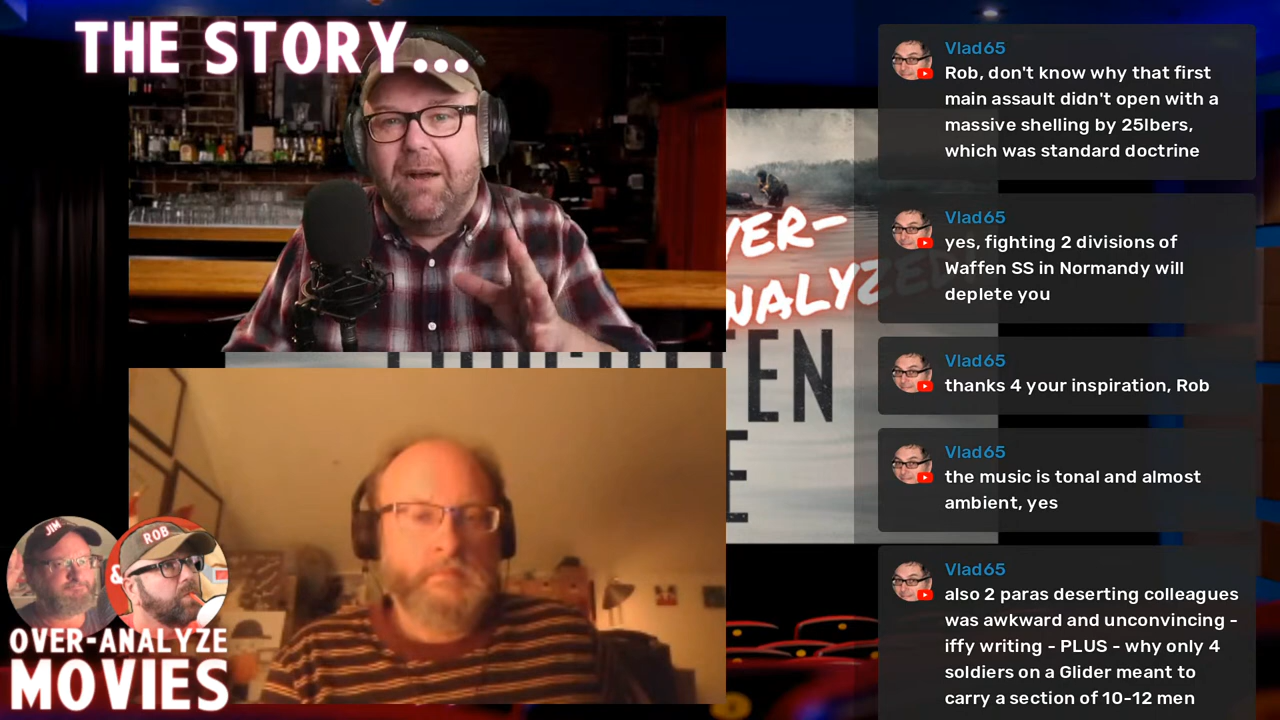 THE STORY...
VER-
NALYZED
TEN
E
JIM
ROB
&
OVER-ANALYZE
MOVIES
Vlad65
Rob, don't know why that first
main assault didn't open with a
massive shelling by 25lbers,
which was standard doctrine
Vlad65
yes, fighting 2 divisions of
Waffen SS in Normandy will
deplete you
Vlad65
thanks 4 your inspiration, Rob
Vlad65
the music is tonal and almost
ambient, yes
Vlad65
also 2 paras deserting colleagues
was awkward and unconvincing -
iffy writing - PLUS - why only 4
soldiers on a Glider meant to
carry a section of 10-12 men